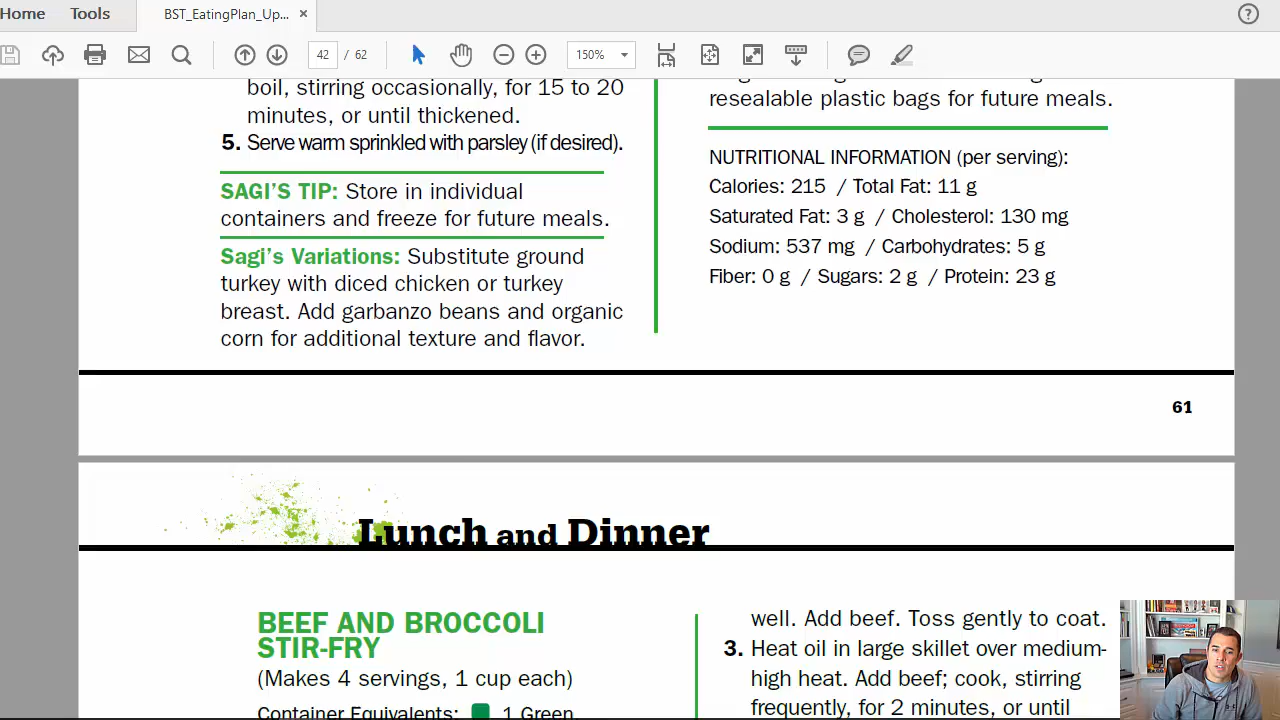 Home
Tools
BST_EatingPlan_Up... ×
42 / 62
150%
boil, stirring occasionally, for 15 to 20
minutes, or until thickened.
5. Serve warm sprinkled with parsley (if desired).
SAGI'S TIP: Store in individual
containers and freeze for future meals.
Sagi's Variations: Substitute ground
turkey with diced chicken or turkey
breast. Add garbanzo beans and organic
corn for additional texture and flavor.
resealable plastic bags for future meals.
NUTRITIONAL INFORMATION (per serving):
Calories: 215 / Total Fat: 11 g
Saturated Fat: 3 g / Cholesterol: 130 mg
Sodium: 537 mg / Carbohydrates: 5 g
Fiber: 0 g / Sugars: 2 g / Protein: 23 g
61
Lunch and Dinner
BEEF AND BROCCOLI
STIR-FRY
(Makes 4 servings, 1 cup each)
Container Equivalents: 1 Green
well. Add beef. Toss gently to coat.
3. Heat oil in large skillet over medium-
high heat. Add beef; cook, stirring
frequently, for 2 minutes, or until